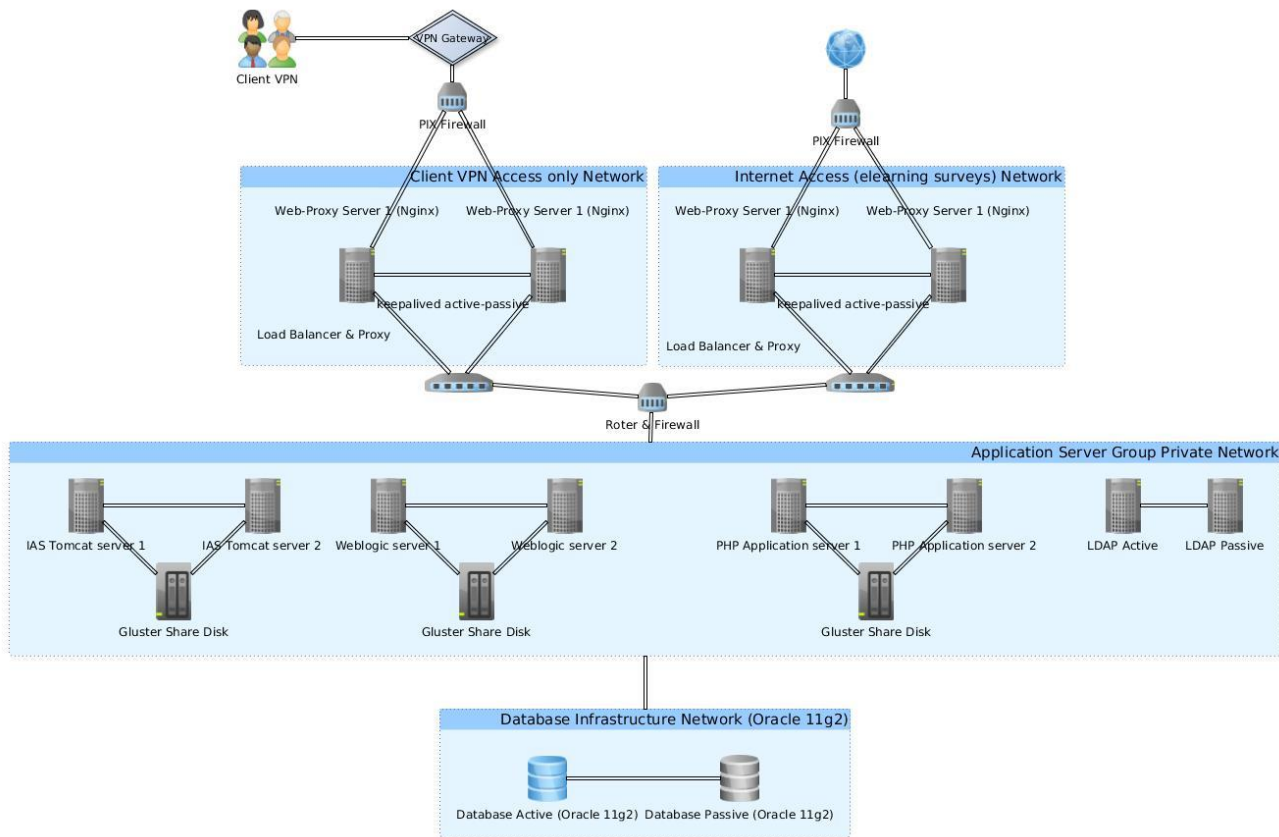 VPN Gateway
Client VPN
PIX Firewall
PIX Firewall
Client VPN Access only Network
Internet Access (elearning surveys) Network
Web-Proxy Server 1 (Nginx)
Web-Proxy Server 1 (Nginx)
Web-Proxy Server 1 (Nginx)
Web-Proxy Server 1 (Nginx)
keepalived active-passive
keepalived active-passive
Load Balancer & Proxy
Load Balancer & Proxy
Roter & Firewall
Application Server Group Private Network
IAS Tomcat server 1
IAS Tomcat server 2
Weblogic server 1
Weblogic server 2
PHP Application server 1
PHP Application server 2
LDAP Active
LDAP Passive
Gluster Share Disk
Gluster Share Disk
Gluster Share Disk
Database Infrastructure Network (Oracle 11g2)
Database Active (Oracle 11g2)
Database Passive (Oracle 11g2)